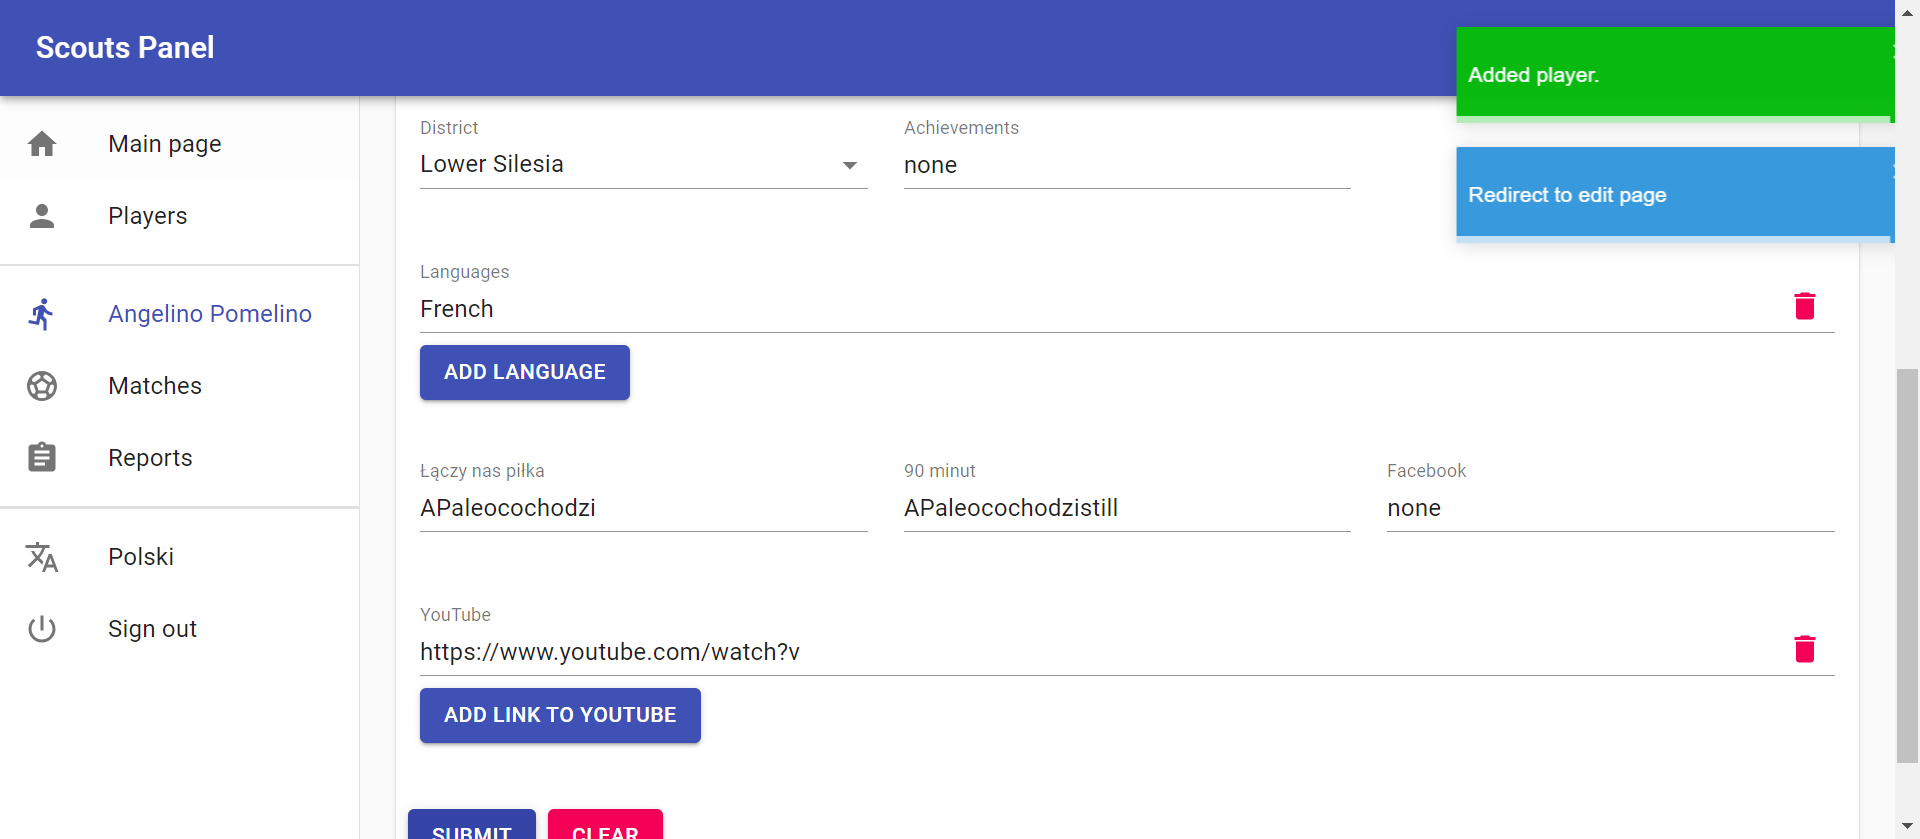 Scouts Panel
Added player.
Redirect to edit page
Main page
Players
Angelino Pomelino
Matches
Reports
Polski
Sign out
District
Lower Silesia
Achievements
none
Languages
French
ADD LANGUAGE
Łączy nas piłka
APaleocochodzi
90 minut
APaleocochodzistill
Facebook
none
YouTube
https://www.youtube.com/watch?v
ADD LINK TO YOUTUBE
SUBMIT
CLEAR